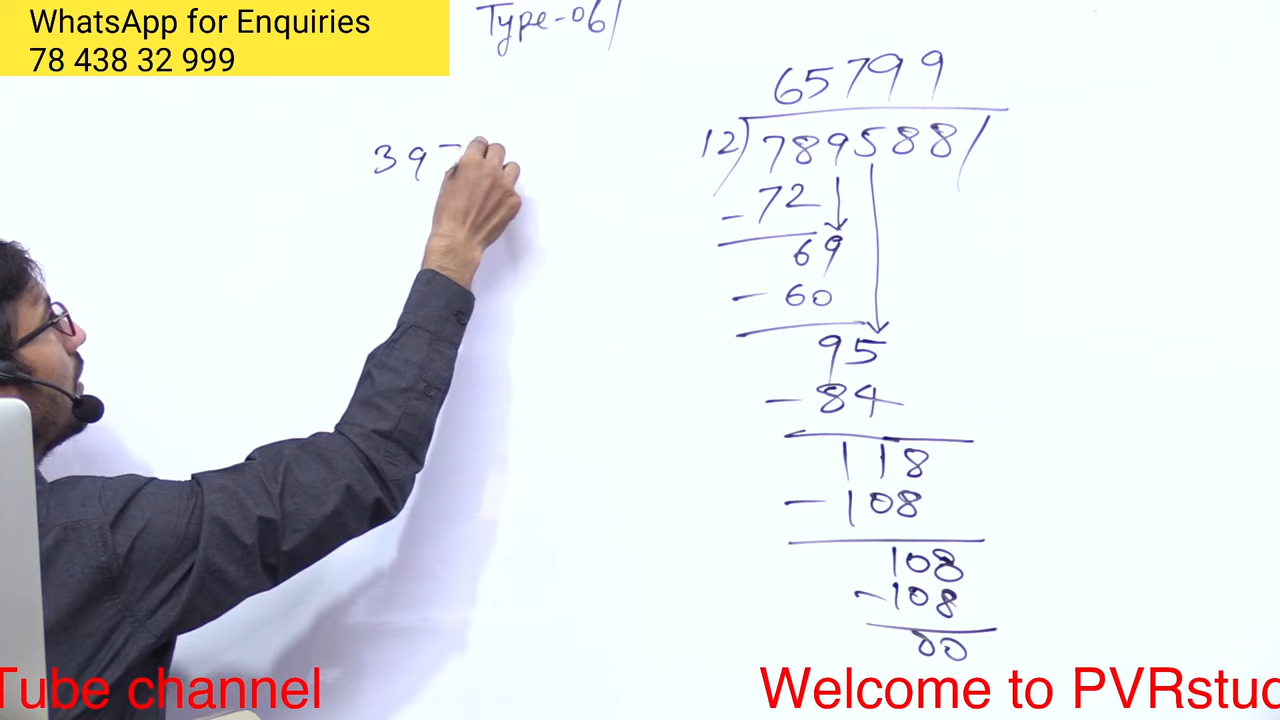 WhatsApp for Enquiries
78 438 32 999
Type-06/
397
65799
12)789588/
-72
69
-60
95
-84
118
-108
108
-108
00
Tube channel
Welcome to PVRstud